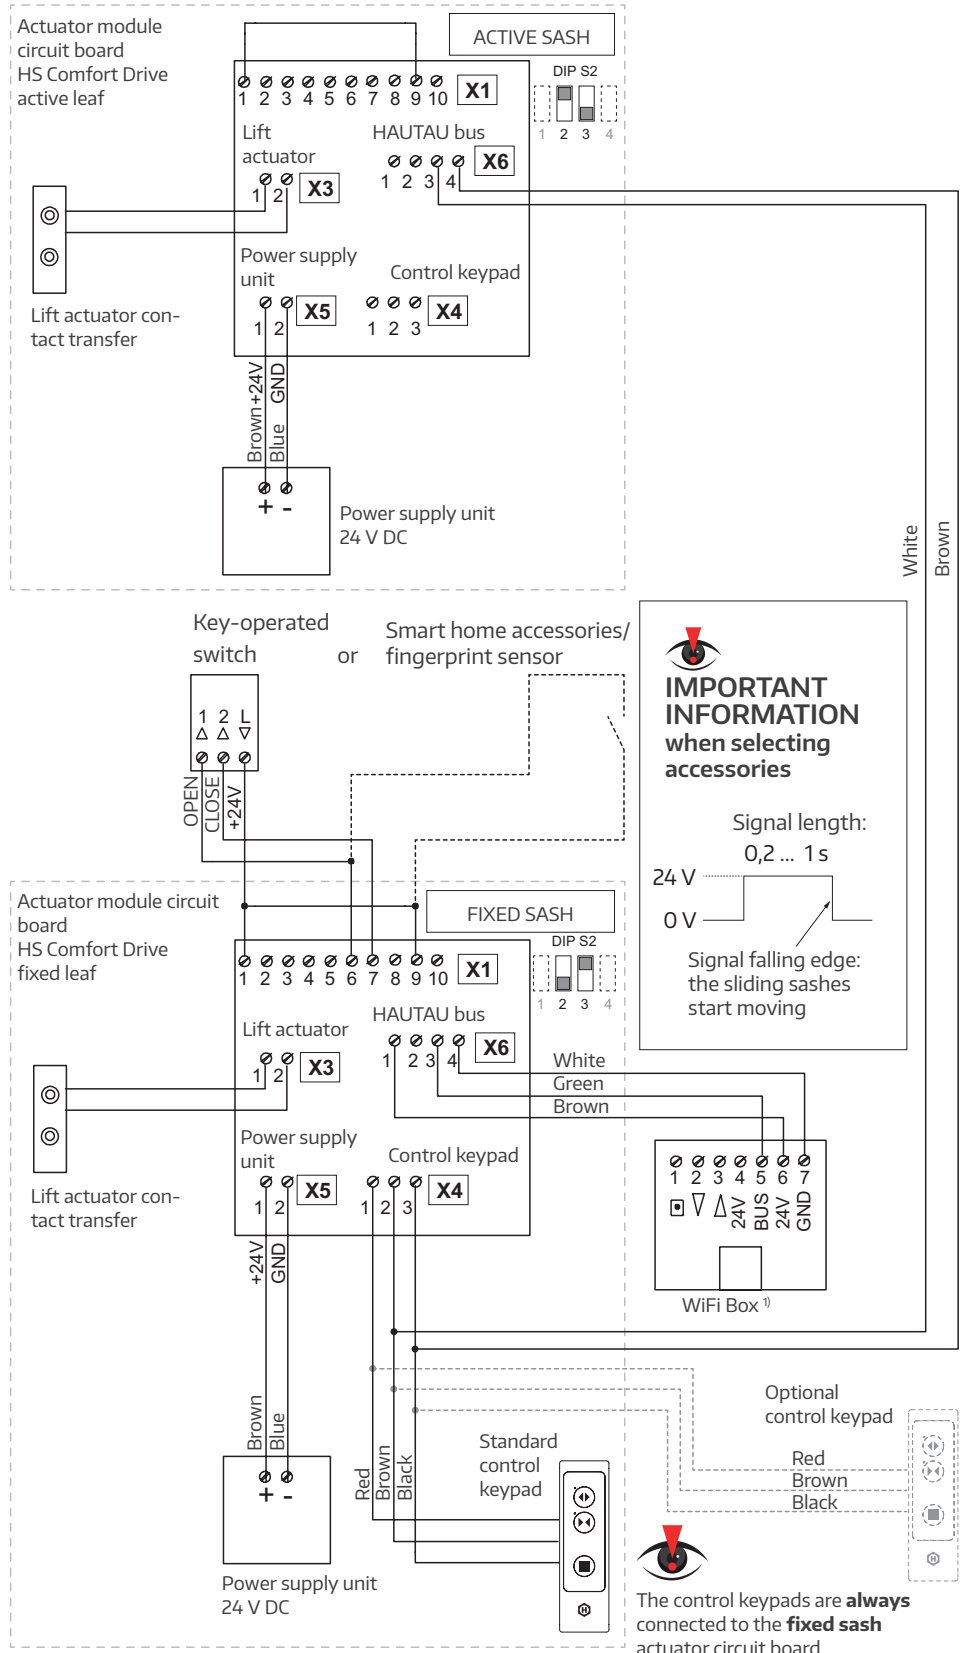 Actuator module
circuit board
HS Comfort Drive
active leaf
ACTIVE SASH
DIP S2
1 2 3 4
1 2 3 4 5 6 7 8 9 10
X1
Lift
actuator
1 2
X3
HAUTAU bus
1 2 3 4
X6
Power supply
unit
1 2
X5
Control keypad
1 2 3
X4
Lift actuator con-
tact transfer
Brown +24V
Blue GND
+ -
Power supply unit
24 V DC
White
Brown
Key-operated
switch
or
Smart home accessories/
fingerprint sensor
1 2 L
OPEN
CLOSE
+24V
IMPORTANT
INFORMATION
when selecting
accessories
Signal length:
0,2 ... 1 s
24 V
0 V
Signal falling edge:
the sliding sashes
start moving
Actuator module circuit
board
HS Comfort Drive
fixed leaf
FIXED SASH
DIP S2
1 2 3 4
1 2 3 4 5 6 7 8 9 10
X1
Lift actuator
1 2
X3
HAUTAU bus
1 2 3 4
X6
White
Green
Brown
Power supply
unit
1 2
X5
Control keypad
1 2 3
X4
Lift actuator con-
tact transfer
1 2 3 4 5 6 7
24V
BUS
24V
GND
WiFi Box 1)
+24V
GND
Brown
Blue
+ -
Power supply unit
24 V DC
Red
Brown
Black
Standard
control
keypad
H
Optional
control keypad
Red
Brown
Black
H
The control keypads are always
connected to the fixed sash
actuator circuit board